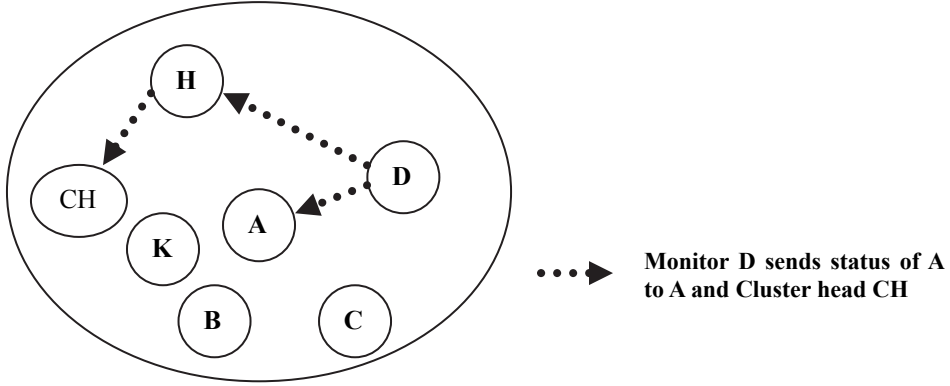 H
D
CH
A
K
Monitor D sends status of A
to A and Cluster head CH
B
C